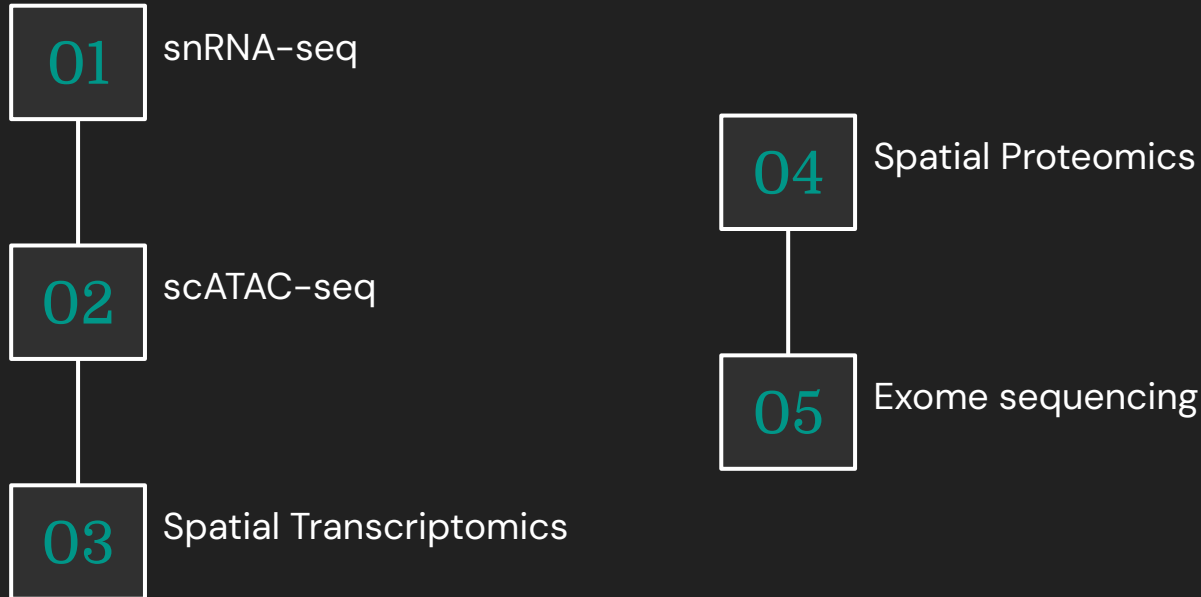 01
snRNA-seq
02
scATAC-seq
03
Spatial Transcriptomics
04
Spatial Proteomics
05
Exome sequencing